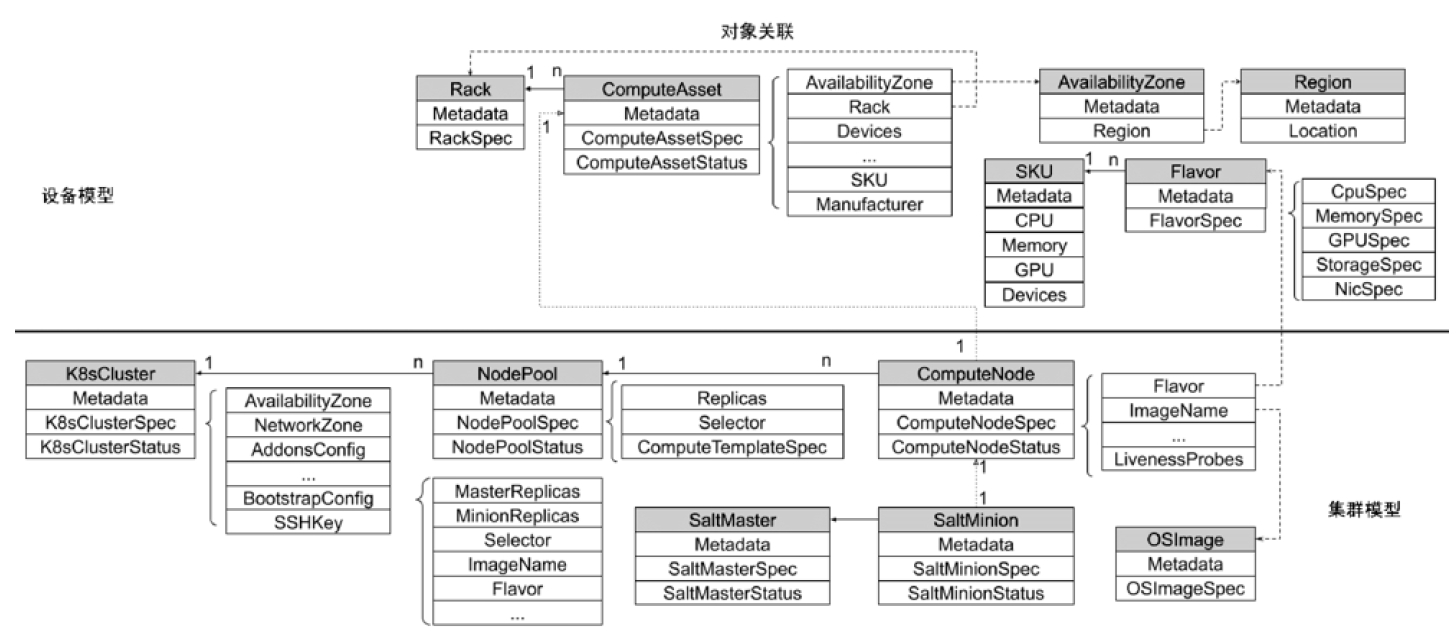 对象关联
设备模型
Rack
Metadata
RackSpec
1
n
ComputeAsset
Metadata
ComputeAssetSpec
ComputeAssetStatus
1
AvailabilityZone
Rack
Devices
...
SKU
Manufacturer
AvailabilityZone
Metadata
Region
Region
Metadata
Location
SKU
Metadata
CPU
Memory
GPU
Devices
1
n
Flavor
Metadata
FlavorSpec
CpuSpec
MemorySpec
GPUSpec
StorageSpec
NicSpec
K8sCluster
Metadata
K8sClusterSpec
K8sClusterStatus
1
n
AvailabilityZone
NetworkZone
AddonsConfig
...
BootstrapConfig
SSHKey
NodePool
Metadata
NodePoolSpec
NodePoolStatus
1
n
Replicas
Selector
ComputeTemplateSpec
MasterReplicas
MinionReplicas
Selector
ImageName
Flavor
...
1
ComputeNode
Metadata
ComputeNodeSpec
ComputeNodeStatus
1
1
Flavor
ImageName
...
LivenessProbes
SaltMaster
Metadata
SaltMasterSpec
SaltMasterStatus
SaltMinion
Metadata
SaltMinionSpec
SaltMinionStatus
OSImage
Metadata
OSImageSpec
集群模型